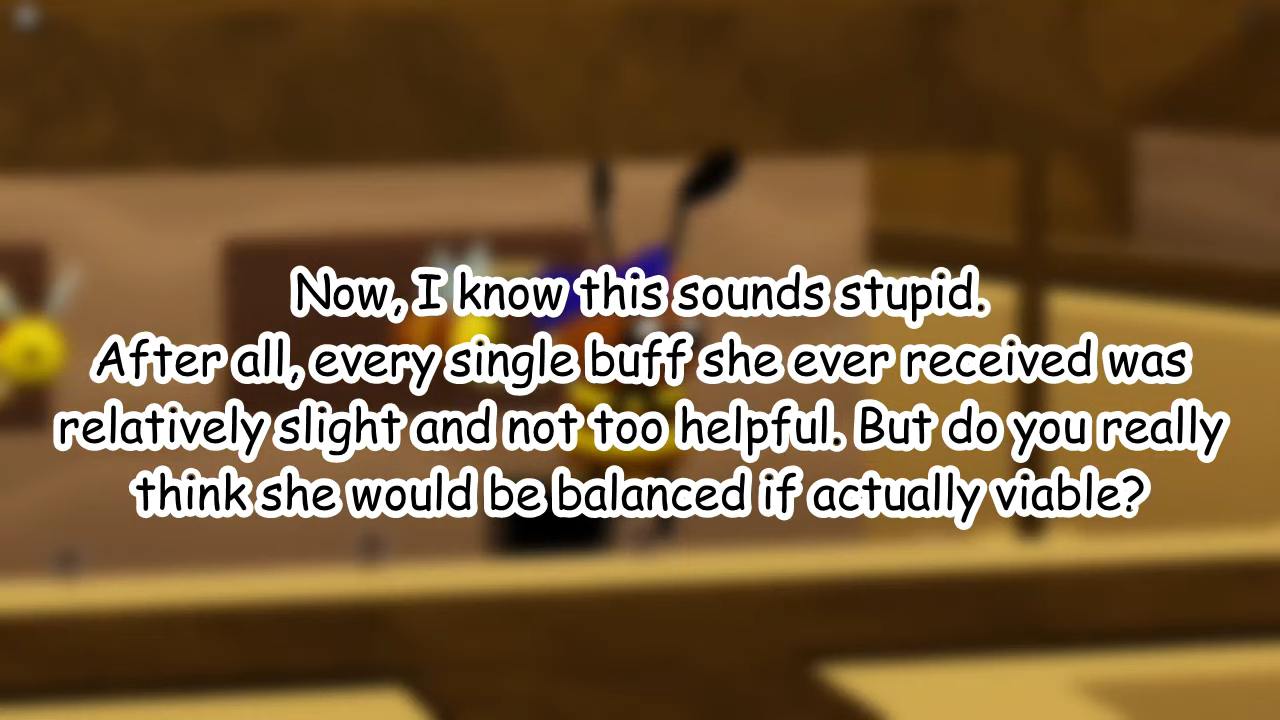 Now, I know this sounds stupid.
After all, every single buff she ever received was
relatively slight and not too helpful. But do you really
think she would be balanced if actually viable?